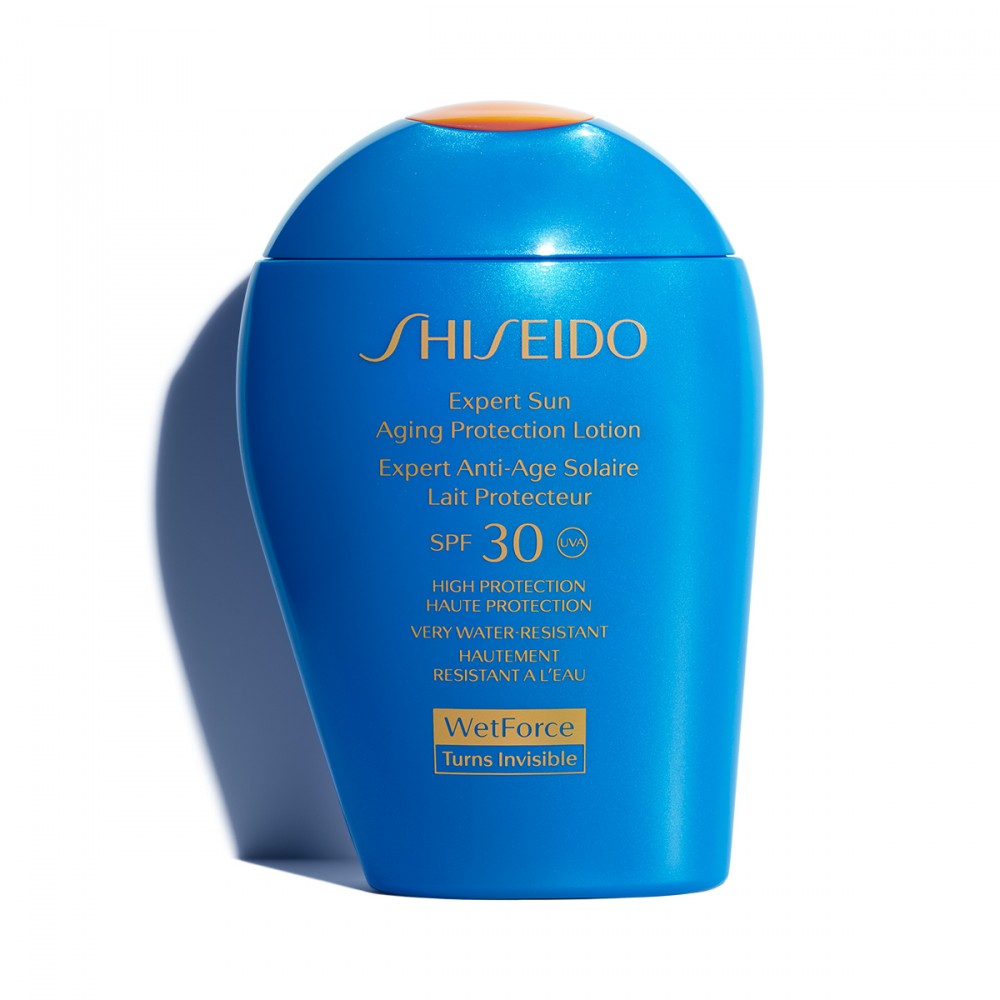 SHISEIDO
Expert Sun
Aging Protection Lotion
Expert Anti-Age Solaire
Lait Protecteur
SPF 30 UVA
HIGH PROTECTION
HAUTE PROTECTION
VERY WATER-RESISTANT
HAUTEMENT
RESISTANT A L'EAU
WetForce
Turns Invisible